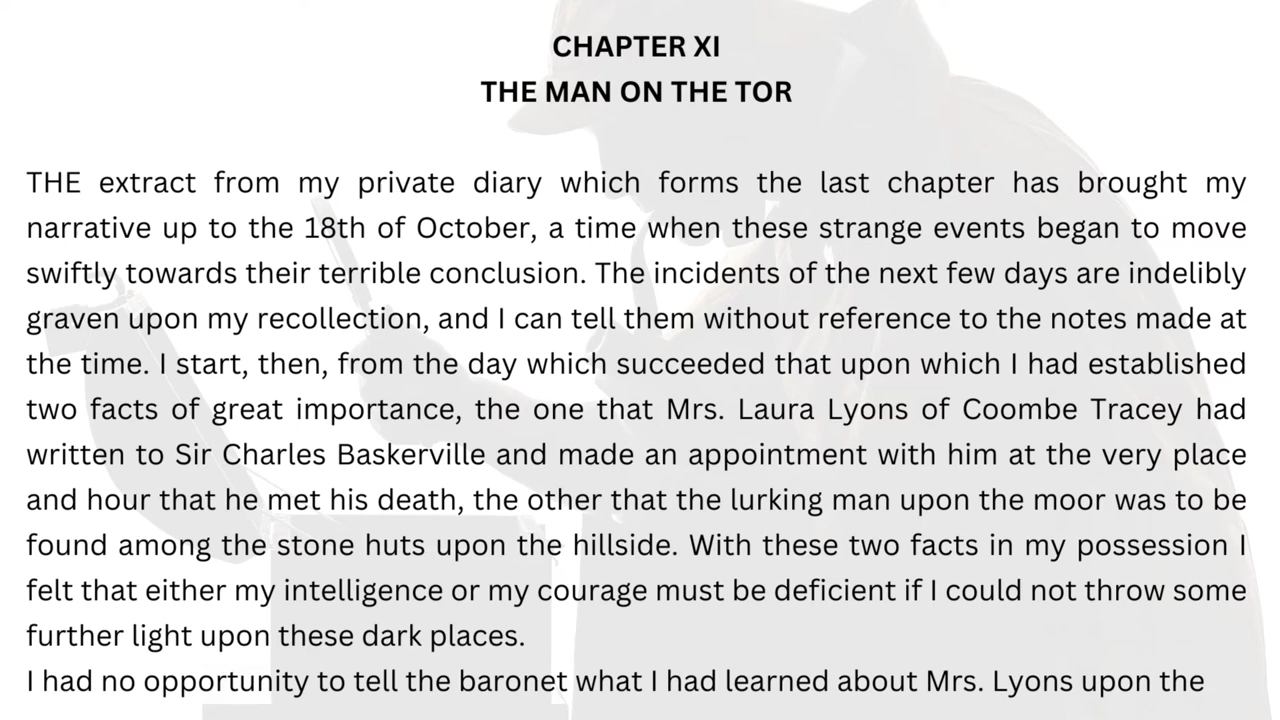 CHAPTER XI
THE MAN ON THE TOR
THE extract from my private diary which forms the last chapter has brought my
narrative up to the 18th of October, a time when these strange events began to move
swiftly towards their terrible conclusion. The incidents of the next few days are indelibly
graven upon my recollection, and I can tell them without reference to the notes made at
the time. I start, then, from the day which succeeded that upon which I had established
two facts of great importance, the one that Mrs. Laura Lyons of Coombe Tracey had
written to Sir Charles Baskerville and made an appointment with him at the very place
and hour that he met his death, the other that the lurking man upon the moor was to be
found among the stone huts upon the hillside. With these two facts in my possession I
felt that either my intelligence or my courage must be deficient if I could not throw some
further light upon these dark places.
I had no opportunity to tell the baronet what I had learned about Mrs. Lyons upon the